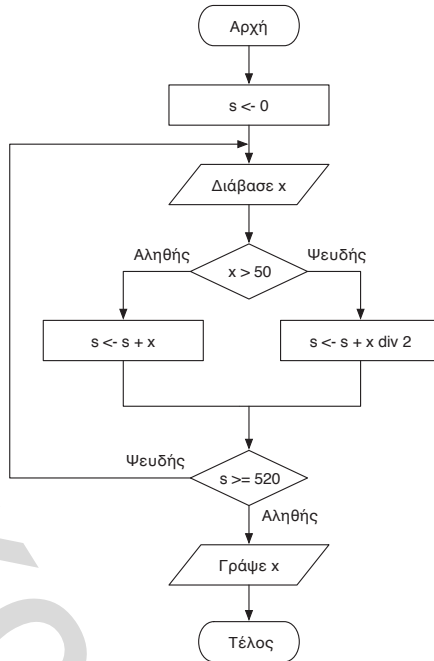 Αρχή
s <- 0
Διάβασε x
Αληθής
Ψευδής
x > 50
s <- s + x
s <- s + x div 2
Ψευδής
s >= 520
Αληθής
Γράψε x
Τέλος